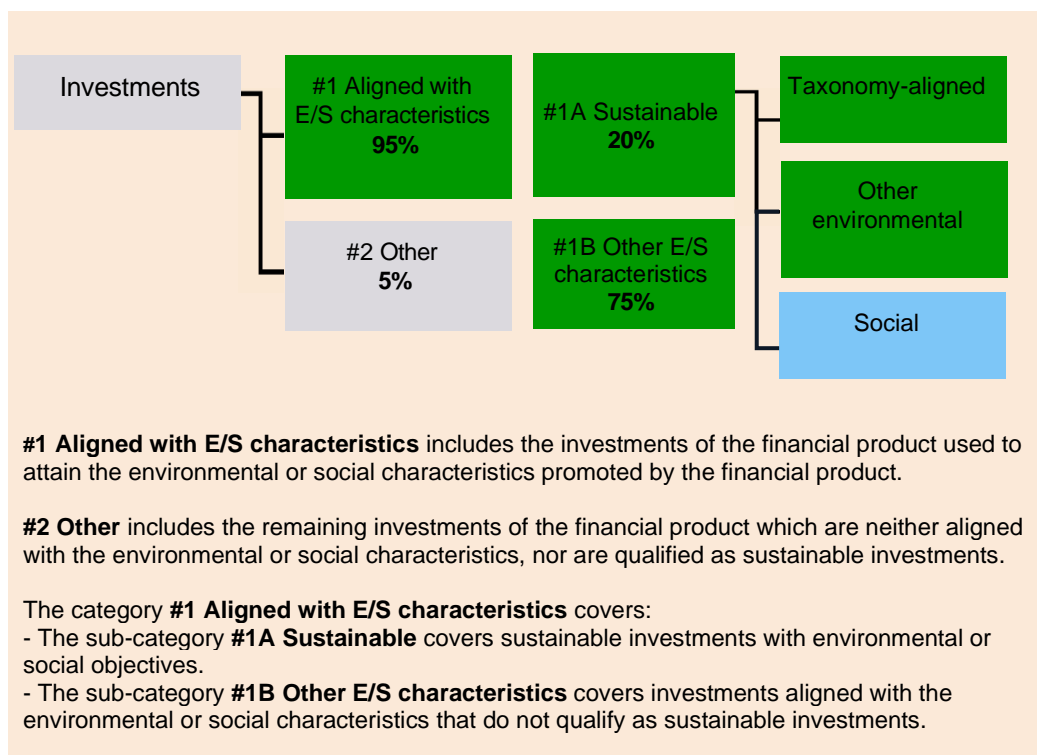 Investments
#1 Aligned with
E/S characteristics
95%
#2 Other
5%
#1A Sustainable
20%
#1B Other E/S
characteristics
75%
Taxonomy-aligned
Other
environmental
Social
#1 Aligned with E/S characteristics includes the investments of the financial product used to
attain the environmental or social characteristics promoted by the financial product.
#2 Other includes the remaining investments of the financial product which are neither aligned
with the environmental or social characteristics, nor are qualified as sustainable investments.
The category #1 Aligned with E/S characteristics covers:
- The sub-category #1A Sustainable covers sustainable investments with environmental or
social objectives.
- The sub-category #1B Other E/S characteristics covers investments aligned with the
environmental or social characteristics that do not qualify as sustainable investments.